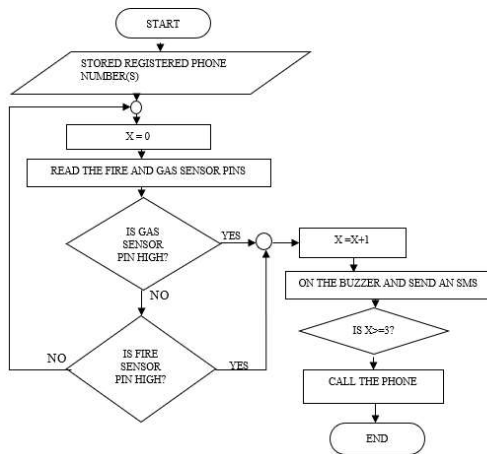 START
STORED REGISTERED PHONE
NUMBER(S)
X = 0
READ THE FIRE AND GAS SENSOR PINS
IS GAS
SENSOR
PIN HIGH?
YES
X =X+1
ON THE BUZZER AND SEND AN SMS
NO
IS X>=3?
NO
IS FIRE
SENSOR
PIN HIGH?
YES
CALL THE PHONE
END